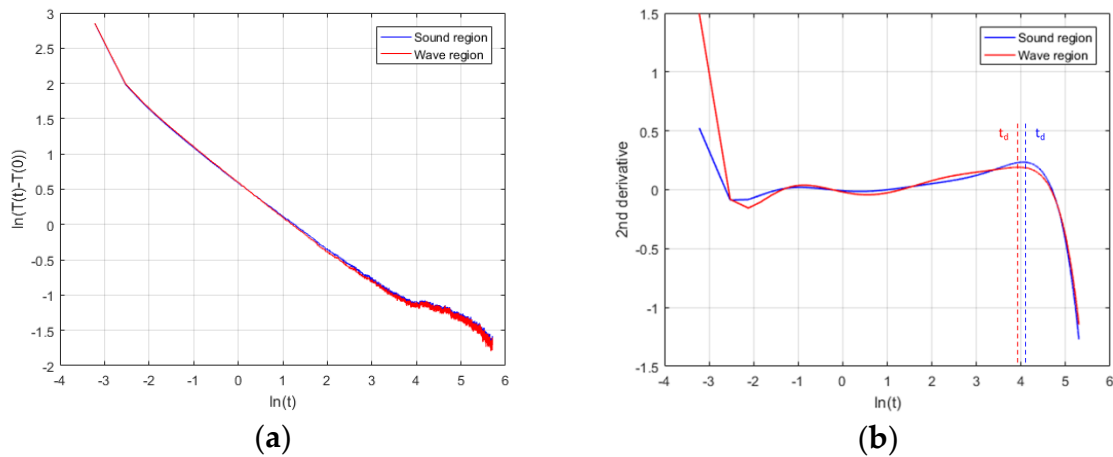 3
2.5
2
1.5
1
0.5
0
-0.5
-1
-1.5
-2
-4 -3 -2 -1 0 1 2 3 4 5 6
ln(T(t)-T(0))
ln(t)
Sound region
Wave region
(a)
1.5
1
0.5
0
-0.5
-1
-1.5
-4 -3 -2 -1 0 1 2 3 4 5 6
2nd derivative
ln(t)
Sound region
Wave region
td td
(b)